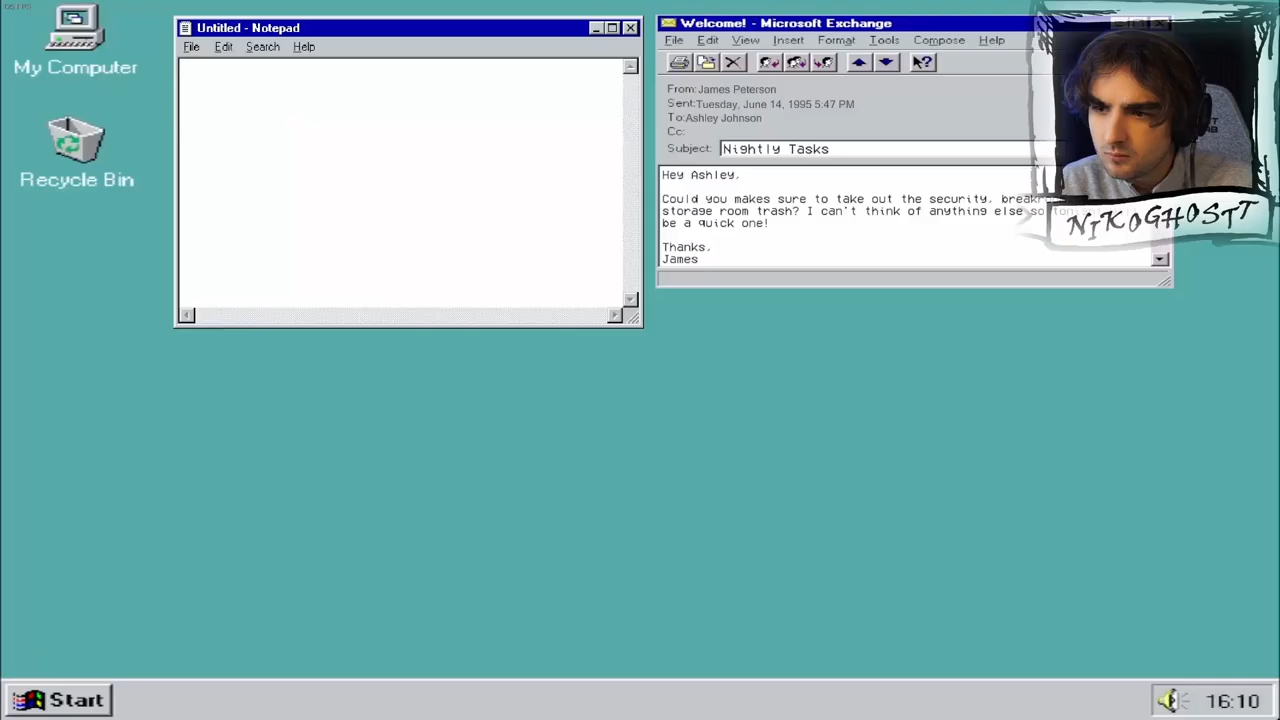 My Computer
Recycle Bin
Untitled - Notepad
File Edit Search Help
Welcome! - Microsoft Exchange
File Edit View Insert Format Tools Compose Help
From: James Peterson
Sent: Tuesday, June 14, 1995 5:47 PM
To: Ashley Johnson
Cc:
Subject: Nightly Tasks
Hey Ashley,
Could you makes sure to take out the security,
storage room trash? I can't think of anything else so
be a quick one!
Thanks,
James
NIKOGHOSTT
Start
16:10